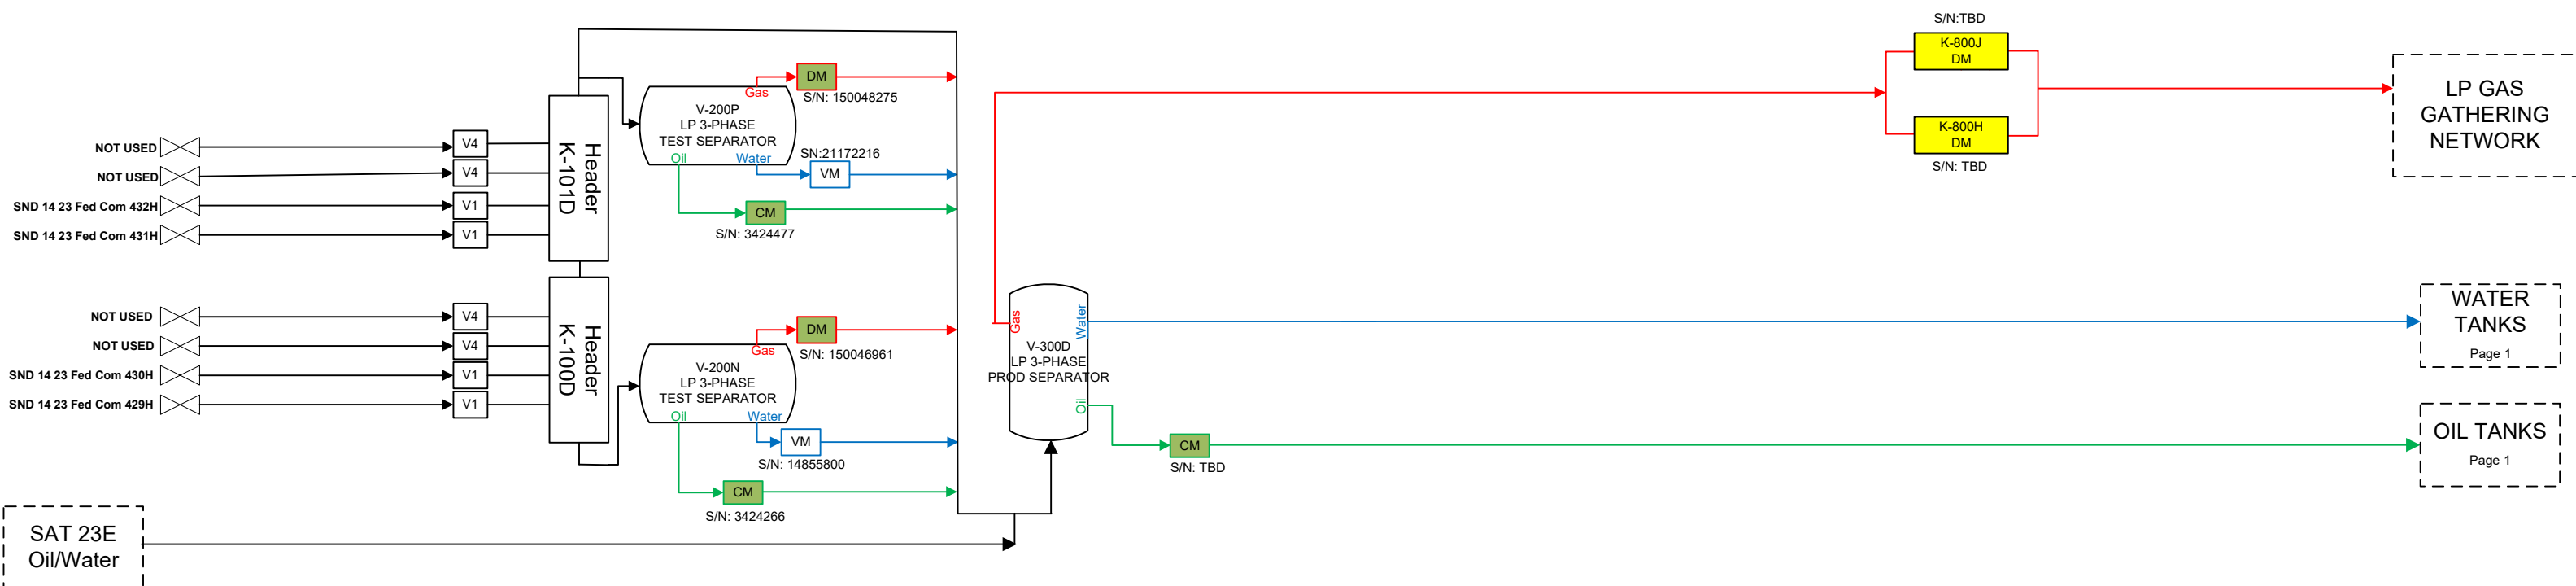 S/N:TBD
K-800J
DM
K-800H
DM
S/N: TBD
LP GAS
GATHERING
NETWORK
NOT USED
V4
NOT USED
V4
SND 14 23 Fed Com 432H
V1
SND 14 23 Fed Com 431H
V1
Header
K-101D
V-200P
LP 3-PHASE
TEST SEPARATOR
Gas
Oil
Water
DM
S/N: 150048275
SN:21172216
VM
CM
S/N: 3424477
NOT USED
V4
NOT USED
V4
SND 14 23 Fed Com 430H
V1
SND 14 23 Fed Com 429H
V1
Header
K-100D
V-200N
LP 3-PHASE
TEST SEPARATOR
Gas
Oil
Water
DM
S/N: 150046961
VM
S/N: 14855800
CM
S/N: 3424266
Gas
Water
V-300D
LP 3-PHASE
PROD SEPARATOR
Oil
CM
S/N: TBD
WATER
TANKS
Page 1
OIL TANKS
Page 1
SAT 23E
Oil/Water